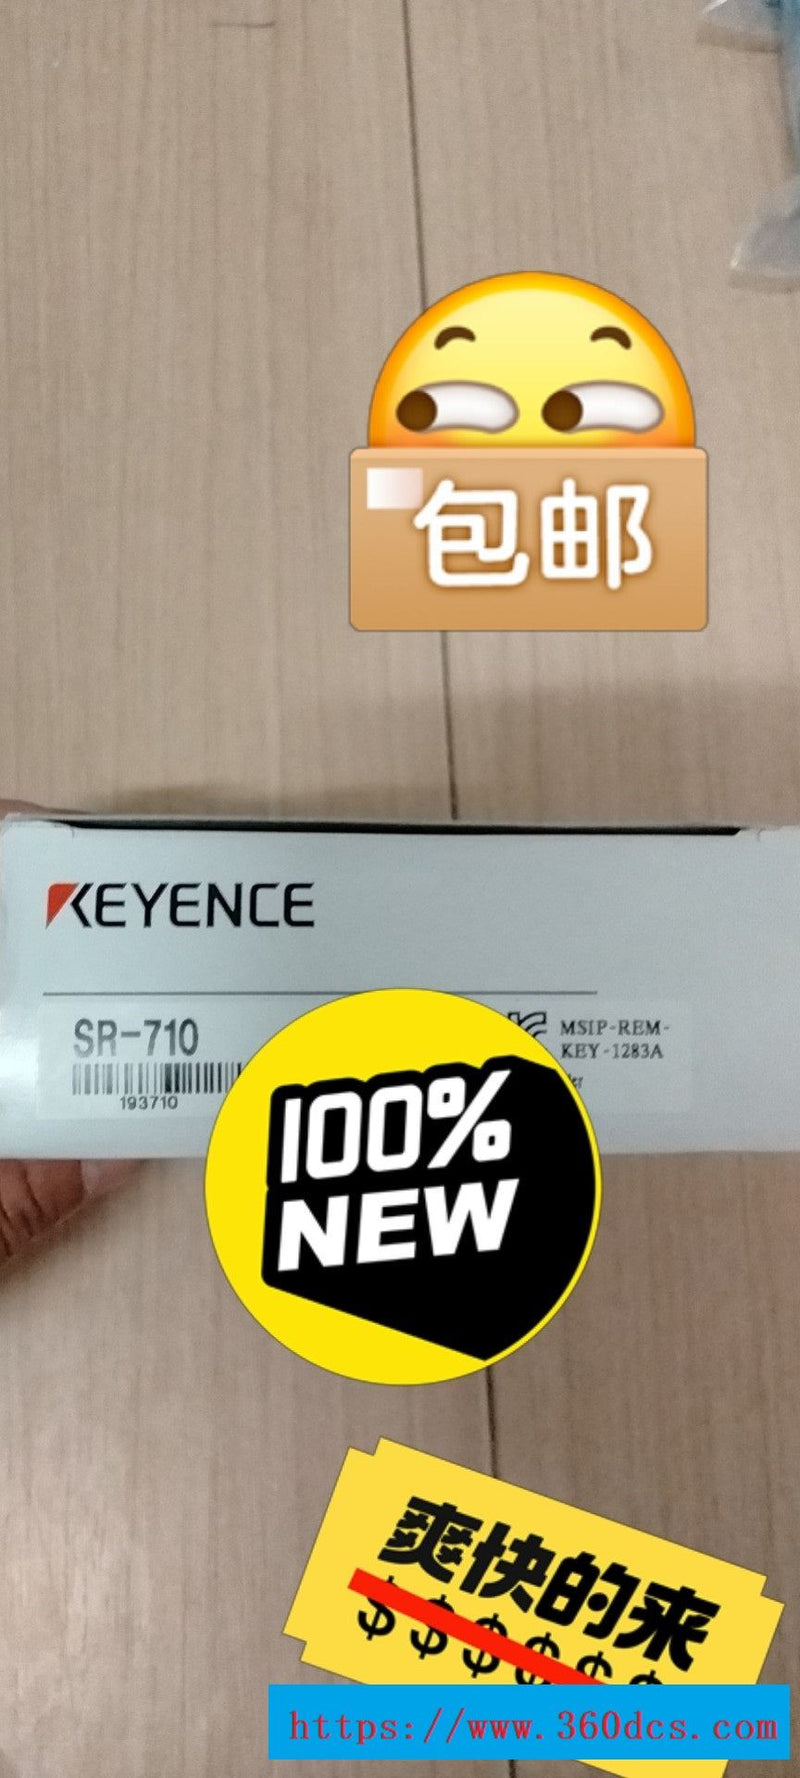 包邮
KEYENCE
SR-710
MSIP-REM-
KEY-1283A
193710
100%
NEW
爽快的来
$$$$$$
https://www.360dcs.com